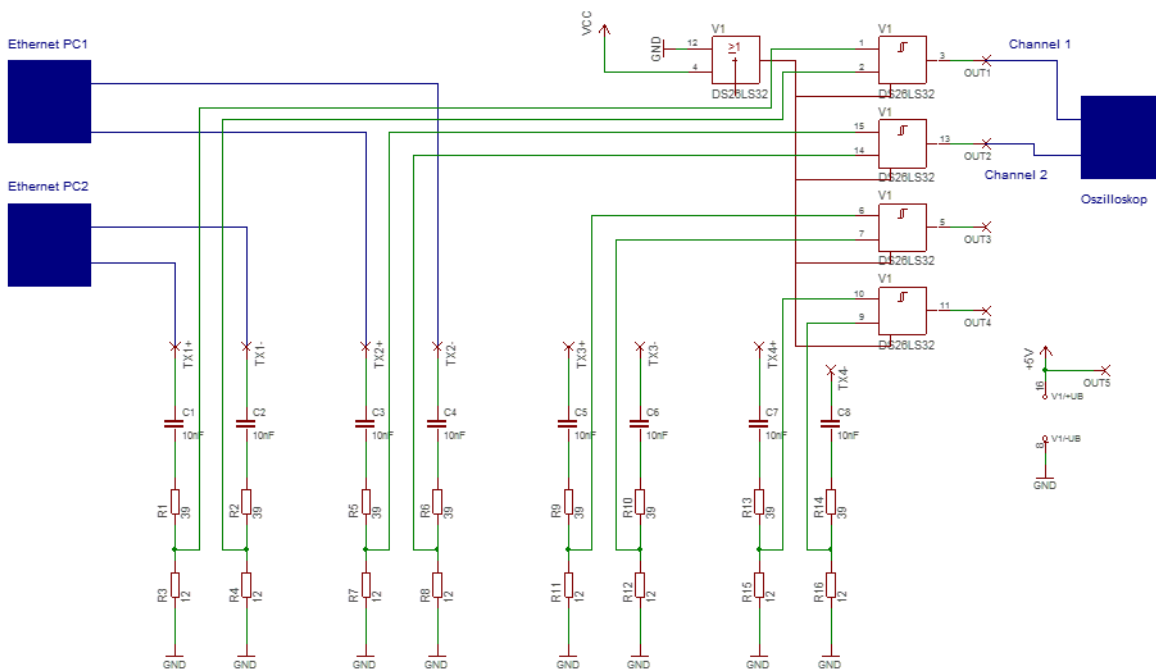 Ethernet PC1
Ethernet PC2
VCC
GND
V1
12
4
≥1
DS26LS32
V1
1
2
3
OUT1
DS26LS32
Channel 1
V1
15
14
13
OUT2
DS26LS32
Channel 2
Oszilloskop
V1
6
7
5
OUT3
DS26LS32
V1
10
9
11
OUT4
DS26LS32
TX1+
TX1-
TX2+
TX2-
TX3+
TX3-
TX4+
TX4-
+5V
OUT5
16
V1/+UB
V1/-UB
8
GND
C1
10nF
C2
10nF
C3
10nF
C4
10nF
C5
10nF
C6
10nF
C7
10nF
C8
10nF
R1
39
R2
39
R5
39
R6
39
R9
39
R10
39
R13
39
R14
39
R3
12
R4
12
R7
12
R8
12
R11
12
R12
12
R15
12
R16
12
GND
GND
GND
GND
GND
GND
GND
GND